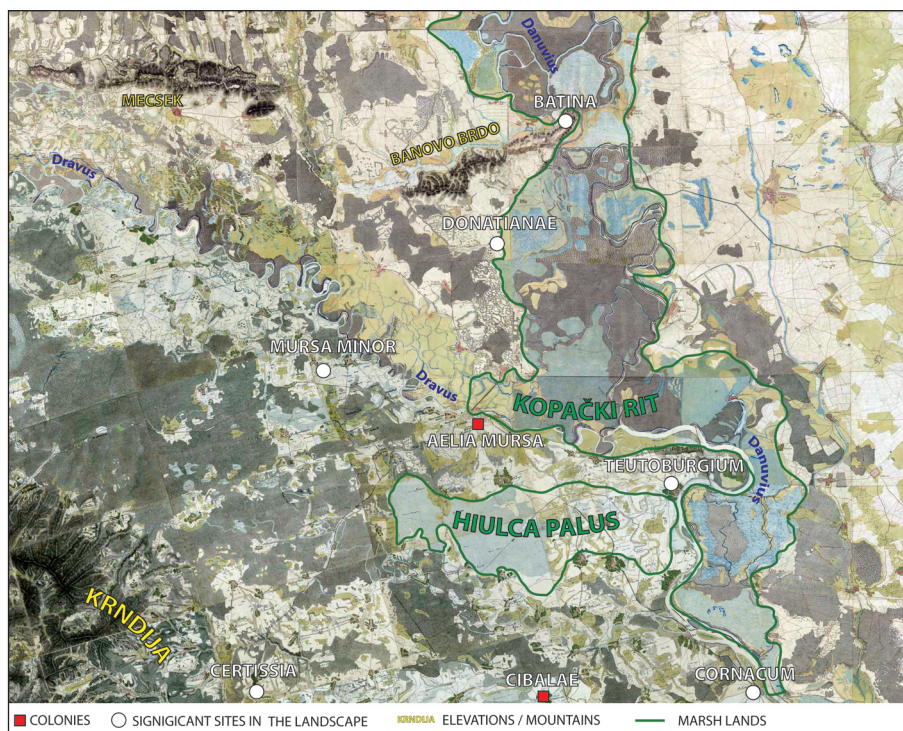 Danuvius
BATINA
MECSEK
BANOVO BRDO
Dravus
DONATIANAE
MURSA MINOR
Dravus
KOPAČKI RIT
AELIA MURSA
Danuvius
TEUTOBURGIUM
HIULCA PALUS
KRNDIJA
CERTISSIA
CIBALAE
CORNACUM
COLONIES
SIGNIGICANT SITES IN THE LANDSCAPE
KRNDIJA ELEVATIONS / MOUNTAINS
MARSH LANDS